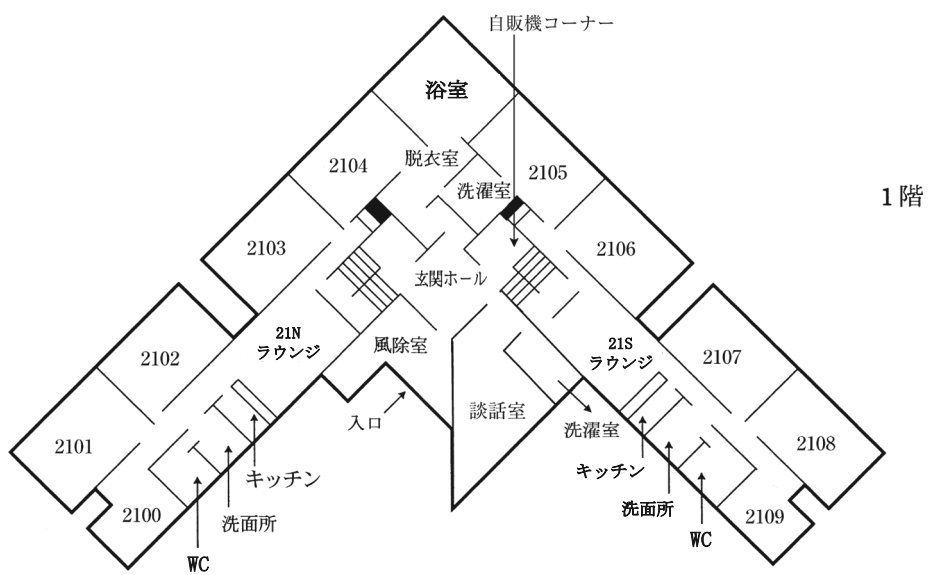 自販機コーナー
浴室
1階
2104
脱衣室
2105
洗濯室
2103
2106
玄関ホール
2102
21N
ラウンジ
風除室
21S
ラウンジ
2107
入口
談話室
洗濯室
2101
2108
キッチン
キッチン
2100
洗面所
洗面所
2109
WC
WC